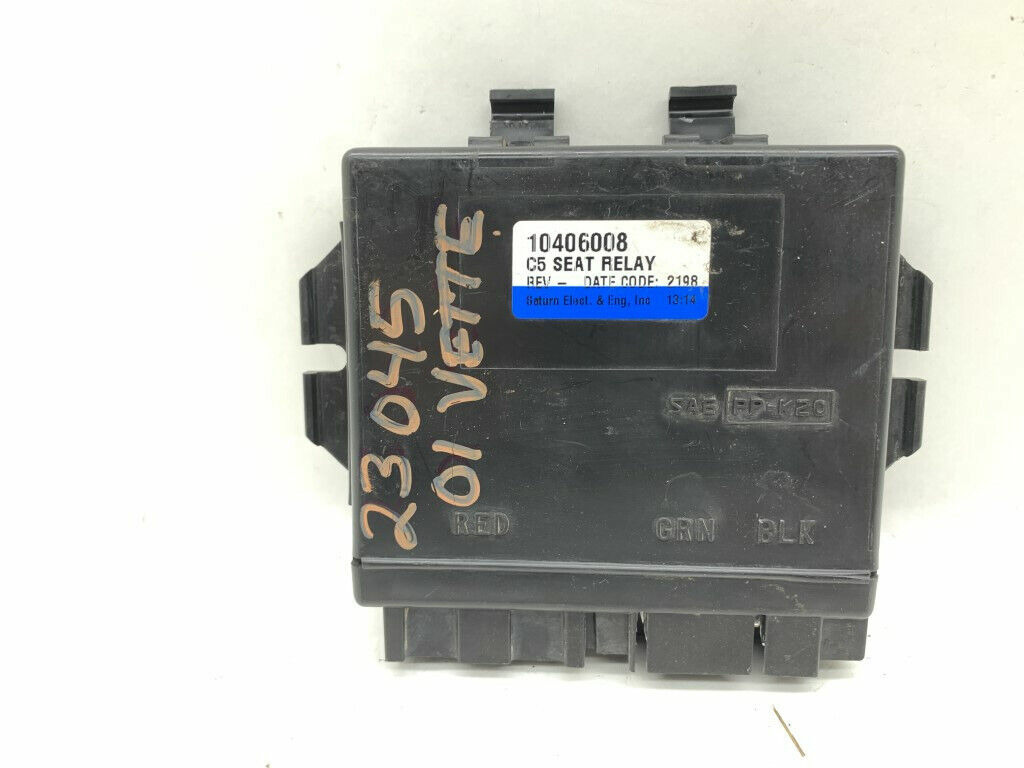 10406008
C5 SEAT RELAY
REV - DATE CODE: 2198
Saturn Elect. & Eng, Inc 13:14
SAE PP-K20
RED GRN BLK
23045
01 VETTE